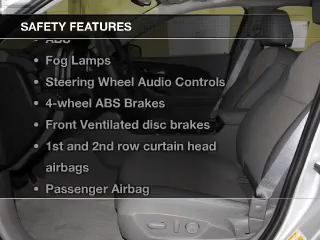 SAFETY FEATURES
• ABS
• Fog Lamps
• Steering Wheel Audio Controls
• 4-wheel ABS Brakes
• Front Ventilated disc brakes
• 1st and 2nd row curtain head
airbags
• Passenger Airbag